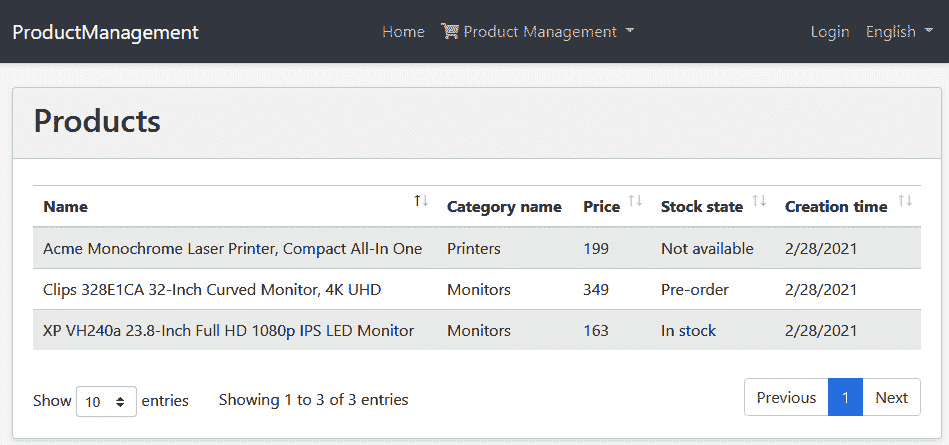 ProductManagement Home Product Management Login English
Products
Name Category name Price Stock state Creation time
Acme Monochrome Laser Printer, Compact All-In One Printers 199 Not available 2/28/2021
Clips 328E1CA 32-Inch Curved Monitor, 4K UHD Monitors 349 Pre-order 2/28/2021
XP VH240a 23.8-Inch Full HD 1080p IPS LED Monitor Monitors 163 In stock 2/28/2021
Show 10 entries Showing 1 to 3 of 3 entries Previous 1 Next